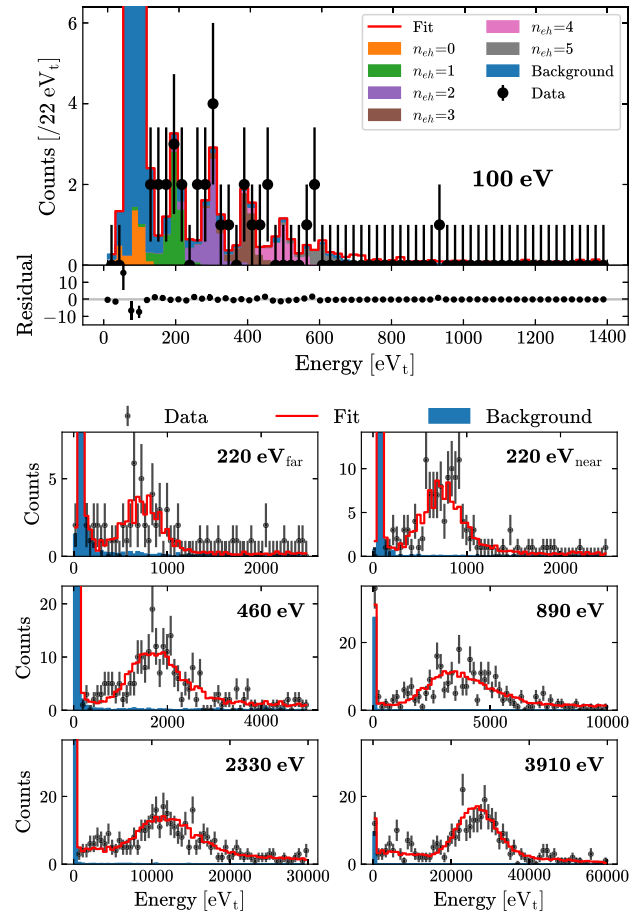 Fit
n_eh=0
n_eh=1
n_eh=2
n_eh=3
n_eh=4
n_eh=5
Background
Data
100 eV
Counts [/22 eV_t]
6
4
2
0
Residual
10
0
−10
0 200 400 600 800 1000 1200 1400
Energy [eV_t]
Data Fit Background
220 eV_far
Counts
5
0
0 1000 2000
220 eV_near
10
0
0 1000 2000
460 eV
Counts
20
10
0
0 2000 4000
890 eV
20
0
0 5000 10000
2330 eV
Counts
20
0
0 10000 20000 30000
Energy [eV_t]
3910 eV
20
0
0 20000 40000 60000
Energy [eV_t]